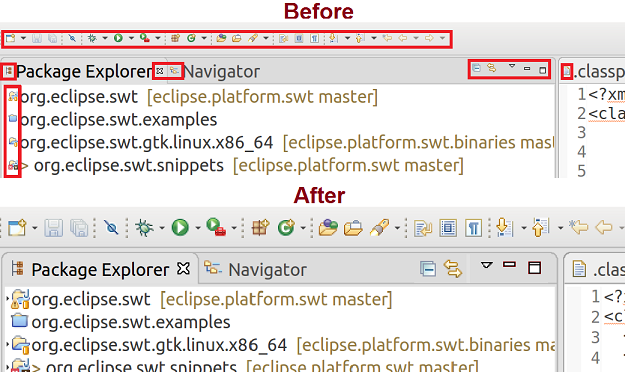 Before
Package Explorer Navigator .classp
org.eclipse.swt [eclipse.platform.swt master] 1 <?xm
org.eclipse.swt.examples 2 <cla
org.eclipse.swt.gtk.linux.x86_64 [eclipse.platform.swt.binaries mast 3
4
> org.eclipse.swt.snippets [eclipse.platform.swt master] 5
After
Package Explorer Navigator .class
org.eclipse.swt [eclipse.platform.swt master] 1 <?
org.eclipse.swt.examples 2 <c
org.eclipse.swt.gtk.linux.x86_64 [eclipse.platform.swt.binaries ma 3
> org.eclipse.swt.snippets [eclipse.platform.swt master] 4